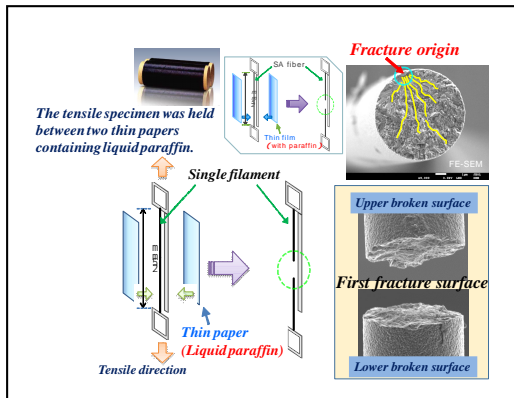 Fracture origin
SA fiber
Thin film
(with paraffin)
FE-SEM
The tensile specimen was held
between two thin papers
containing liquid paraffin.
Single filament
Upper broken surface
First fracture surface
Thin paper
(Liquid paraffin)
Lower broken surface
Tensile direction